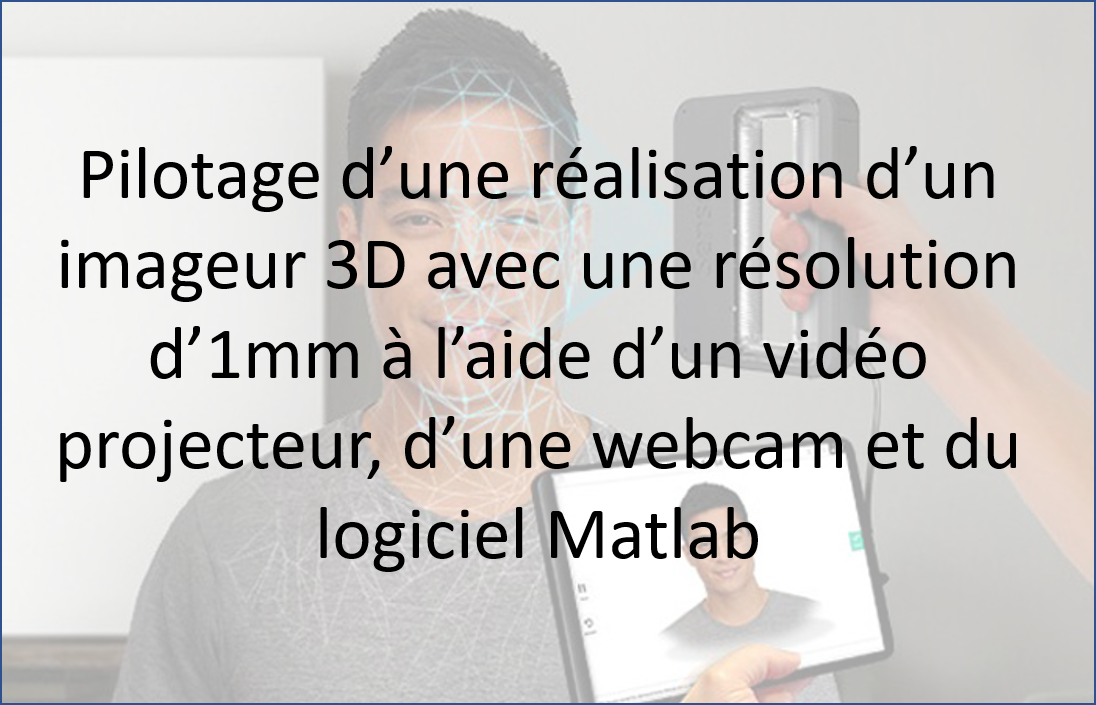 Pilotage d’une réalisation d’un
imageur 3D avec une résolution
d’1mm à l’aide d’un vidéo
projecteur, d’une webcam et du
logiciel Matlab